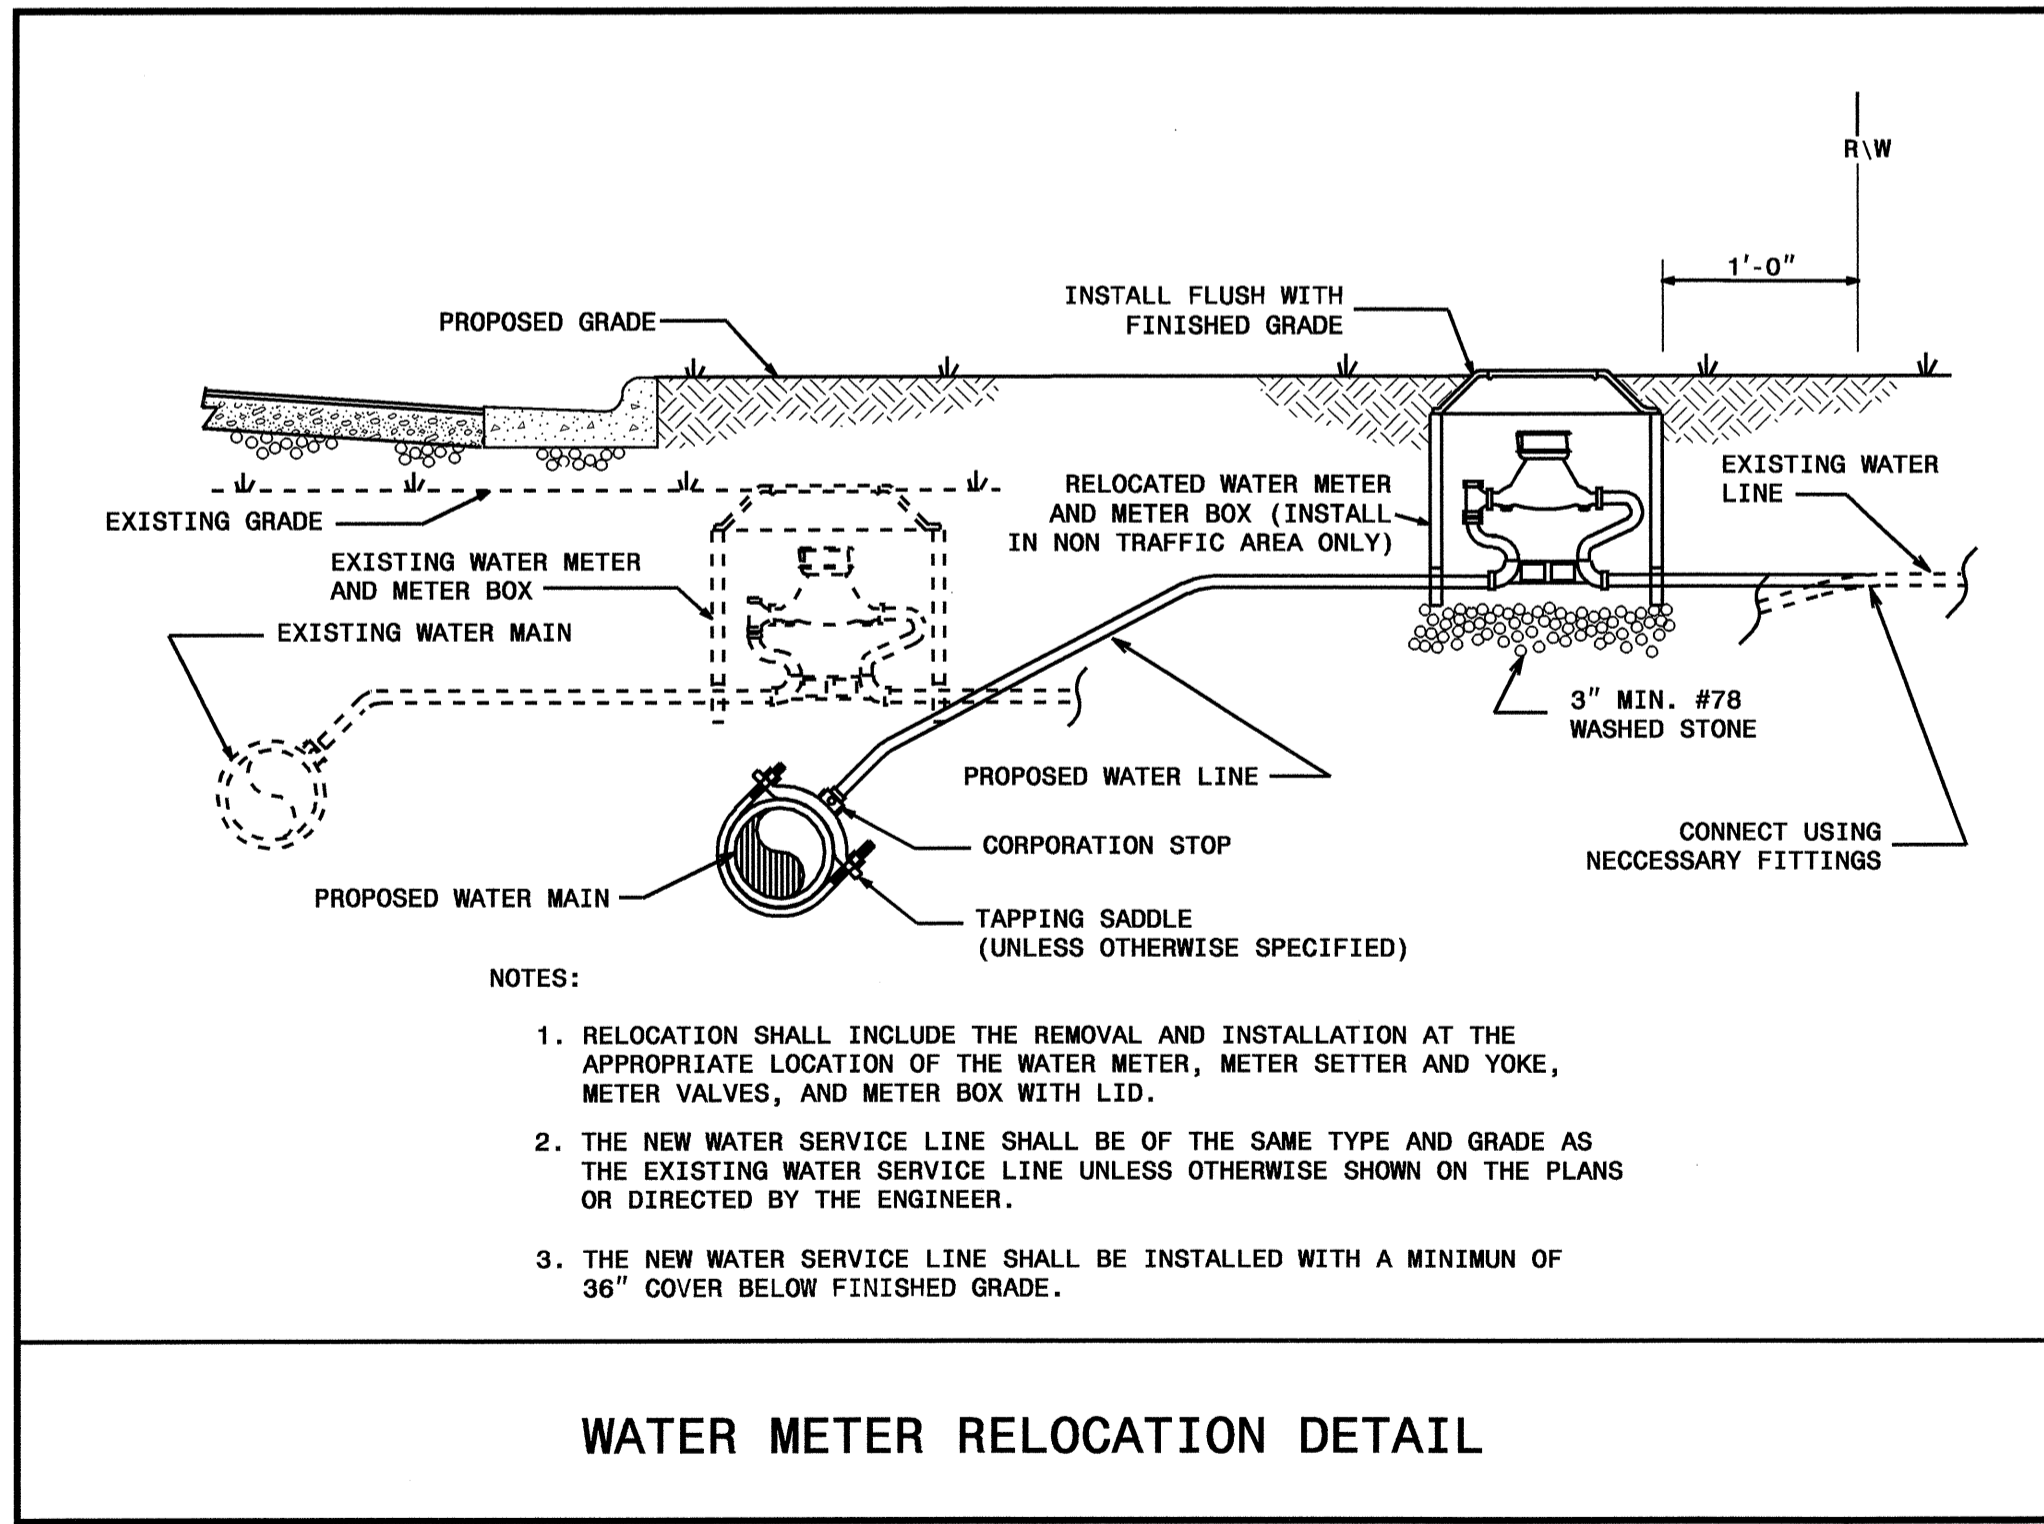 R\W
1'-0"
INSTALL FLUSH WITH
FINISHED GRADE
PROPOSED GRADE
EXISTING WATER
LINE
RELOCATED WATER METER
AND METER BOX (INSTALL
IN NON TRAFFIC AREA ONLY)
EXISTING GRADE
EXISTING WATER METER
AND METER BOX
EXISTING WATER MAIN
3" MIN. #78
WASHED STONE
PROPOSED WATER LINE
CORPORATION STOP
CONNECT USING
NECCESSARY FITTINGS
PROPOSED WATER MAIN
TAPPING SADDLE
(UNLESS OTHERWISE SPECIFIED)
NOTES:
1. RELOCATION SHALL INCLUDE THE REMOVAL AND INSTALLATION AT THE
APPROPRIATE LOCATION OF THE WATER METER, METER SETTER AND YOKE,
METER VALVES, AND METER BOX WITH LID.
2. THE NEW WATER SERVICE LINE SHALL BE OF THE SAME TYPE AND GRADE AS
THE EXISTING WATER SERVICE LINE UNLESS OTHERWISE SHOWN ON THE PLANS
OR DIRECTED BY THE ENGINEER.
3. THE NEW WATER SERVICE LINE SHALL BE INSTALLED WITH A MINIMUN OF
36" COVER BELOW FINISHED GRADE.
WATER METER RELOCATION DETAIL